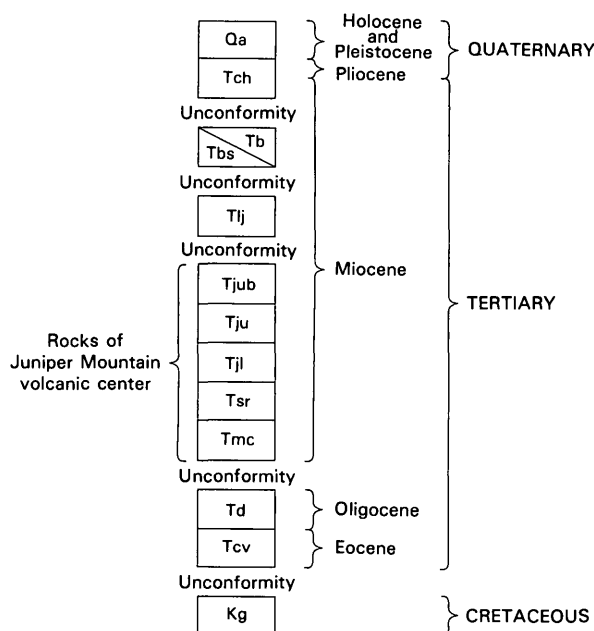 Qa
Holocene
and
Pleistocene
QUATERNARY
Tch
Pliocene
Unconformity
Tb
Tbs
Unconformity
Tlj
Unconformity
Miocene
TERTIARY
Rocks of
Juniper Mountain
volcanic center
Tjub
Tju
Tjl
Tsr
Tmc
Unconformity
Td
Oligocene
Tcv
Eocene
Unconformity
Kg
CRETACEOUS